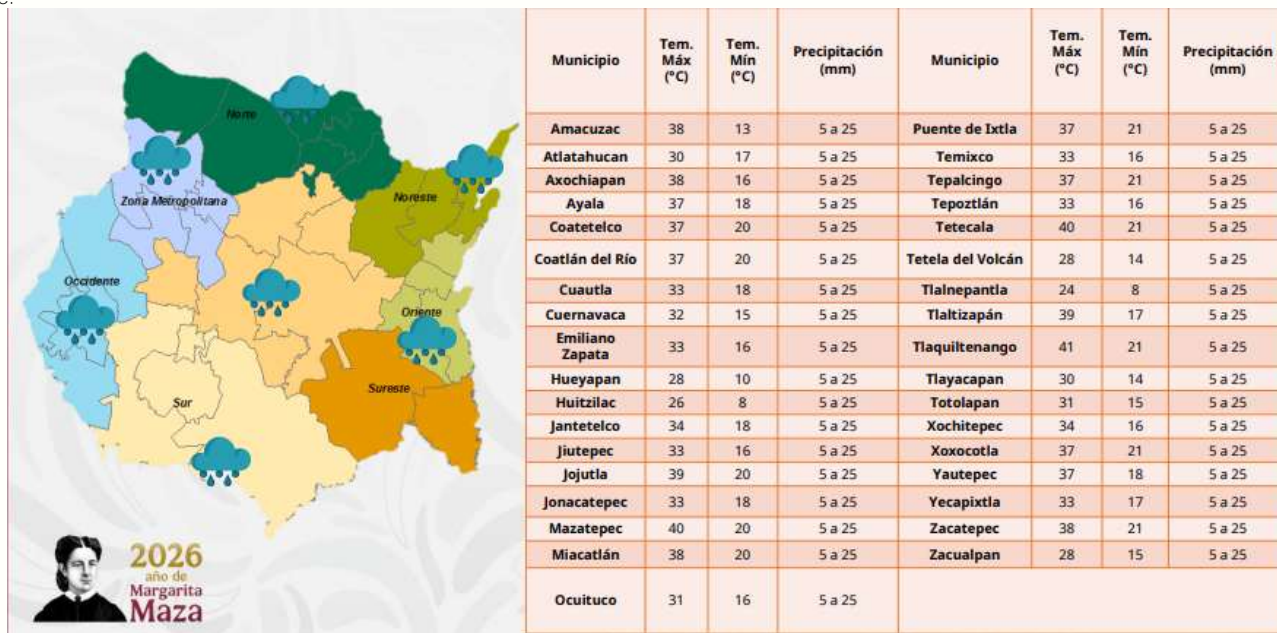 Norte
Zona Metropolitana
Noreste
Occidente
Oriente
Sureste
Sur
2026
año de
Margarita
Maza
Municipio Tem. Máx (°C) Tem. Mín (°C) Precipitación (mm) Municipio Tem. Máx (°C) Tem. Mín (°C) Precipitación (mm)
Amacuzac 38 13 5 a 25 Puente de Ixtla 37 21 5 a 25
Atlatahucan 30 17 5 a 25 Temixco 33 16 5 a 25
Axochiapan 38 16 5 a 25 Tepalcingo 37 21 5 a 25
Ayala 37 18 5 a 25 Tepoztlán 33 16 5 a 25
Coatetelco 37 20 5 a 25 Tetecala 40 21 5 a 25
Coatlán del Río 37 20 5 a 25 Tetela del Volcán 28 14 5 a 25
Cuautla 33 18 5 a 25 Tlalnepantla 24 8 5 a 25
Cuernavaca 32 15 5 a 25 Tlaltizapán 39 17 5 a 25
Emiliano Zapata 33 16 5 a 25 Tlaquiltenango 41 21 5 a 25
Hueyapan 28 10 5 a 25 Tlayacapan 30 14 5 a 25
Huitzilac 26 8 5 a 25 Totolapan 31 15 5 a 25
Jantetelco 34 18 5 a 25 Xochitepec 34 16 5 a 25
Jiutepec 33 16 5 a 25 Xoxocotla 37 21 5 a 25
Jojutla 39 20 5 a 25 Yautepec 37 18 5 a 25
Jonacatepec 33 18 5 a 25 Yecapixtla 33 17 5 a 25
Mazatepec 40 20 5 a 25 Zacatepec 38 21 5 a 25
Miacatlán 38 20 5 a 25 Zacualpan 28 15 5 a 25
Ocuituco 31 16 5 a 25